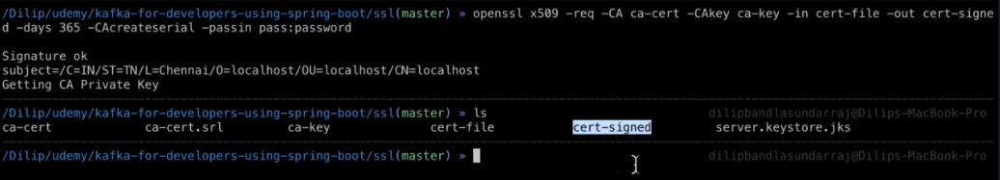 /Dilip/udemy/kafka-for-developers-using-spring-boot/ssl(master) » openssl x509 -req -CA ca-cert -CAkey ca-key -in cert-file -out cert-signe
d -days 365 -CAcreateserial -passin pass:password
Signature ok
subject=/C=IN/ST=TN/L=Chennai/O=localhost/OU=localhost/CN=localhost
Getting CA Private Key
/Dilip/udemy/kafka-for-developers-using-spring-boot/ssl(master) » ls dilipbandlasundarraj@Dilips-MacBook-Pro
ca-cert ca-cert.srl ca-key cert-file cert-signed server.keystore.jks
/Dilip/udemy/kafka-for-developers-using-spring-boot/ssl(master) » dilipbandlasundarraj@Dilips-MacBook-Pro